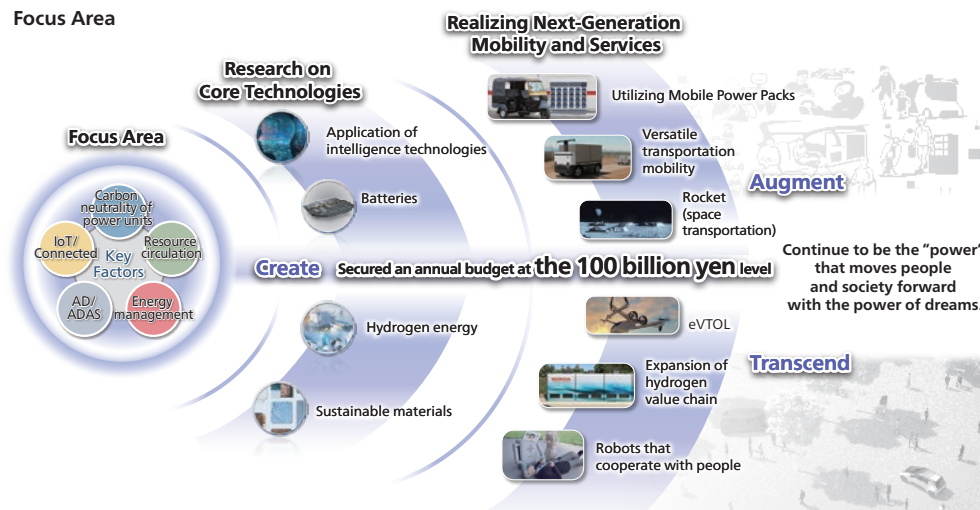 Focus Area
Realizing Next-Generation
Mobility and Services
Research on
Core Technologies
Focus Area
Carbon
neutrality of
power units
IoT/
Connected
Resource
circulation
Key
Factors
AD/
ADAS
Energy
management
Application of
intelligence technologies
Batteries
Hydrogen energy
Sustainable materials
Create
Secured an annual budget at the 100 billion yen level
Utilizing Mobile Power Packs
Versatile
transportation
mobility
Rocket
(space
transportation)
eVTOL
Expansion of
hydrogen
value chain
HONDA
Robots that
cooperate with people
Augment
Continue to be the “power”
that moves people
and society forward
with the power of dreams.
Transcend